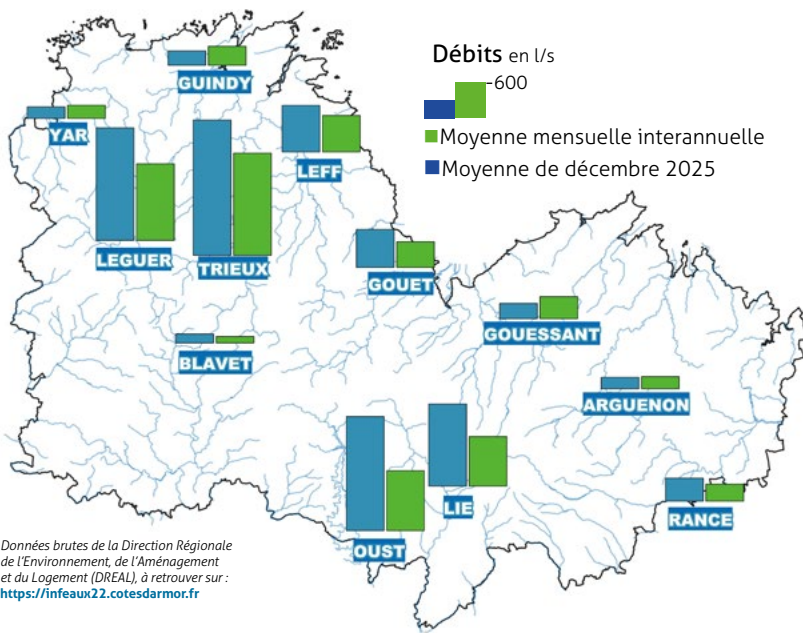 Débits en l/s
-600
Moyenne mensuelle interannuelle
Moyenne de décembre 2025
GUINDY
YAR
LEFF
LEGUER
TRIEUX
GOUET
GOUESSANT
BLAVET
ARGUENON
LIE
RANCE
OUST
Données brutes de la Direction Régionale
de l'Environnement, de l'Aménagement
et du Logement (DREAL), à retrouver sur :
https://infeaux22.cotesdarmor.fr